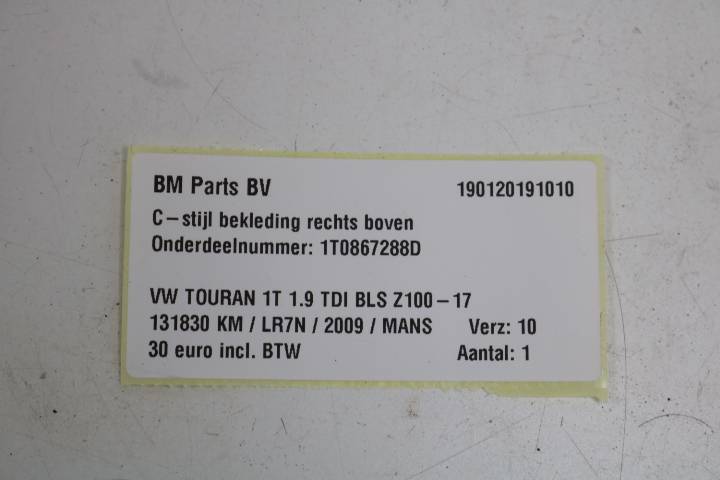 BM Parts BV 190120191010
C-stijl bekleding rechts boven
Onderdeelnummer: 1T0867288D
VW TOURAN 1T 1.9 TDI BLS Z100-17
131830 KM / LR7N / 2009 / MANS Verz: 10
30 euro incl. BTW Aantal: 1